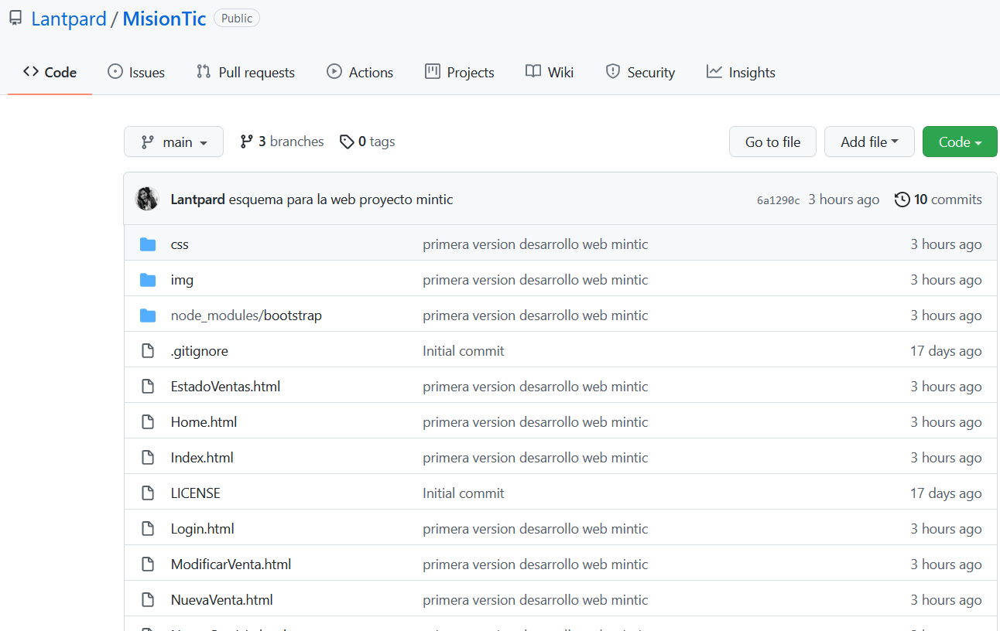 Lantpard / MisionTic Public
Code Issues Pull requests Actions Projects Wiki Security Insights
main 3 branches 0 tags Go to file Add file Code
Lantpard esquema para la web proyecto mintic 6a1290c 3 hours ago 10 commits
css primera version desarrollo web mintic 3 hours ago
img primera version desarrollo web mintic 3 hours ago
node_modules/bootstrap primera version desarrollo web mintic 3 hours ago
.gitignore Initial commit 17 days ago
EstadoVentas.html primera version desarrollo web mintic 3 hours ago
Home.html primera version desarrollo web mintic 3 hours ago
Index.html primera version desarrollo web mintic 3 hours ago
LICENSE Initial commit 17 days ago
Login.html primera version desarrollo web mintic 3 hours ago
ModificarVenta.html primera version desarrollo web mintic 3 hours ago
NuevaVenta.html primera version desarrollo web mintic 3 hours ago